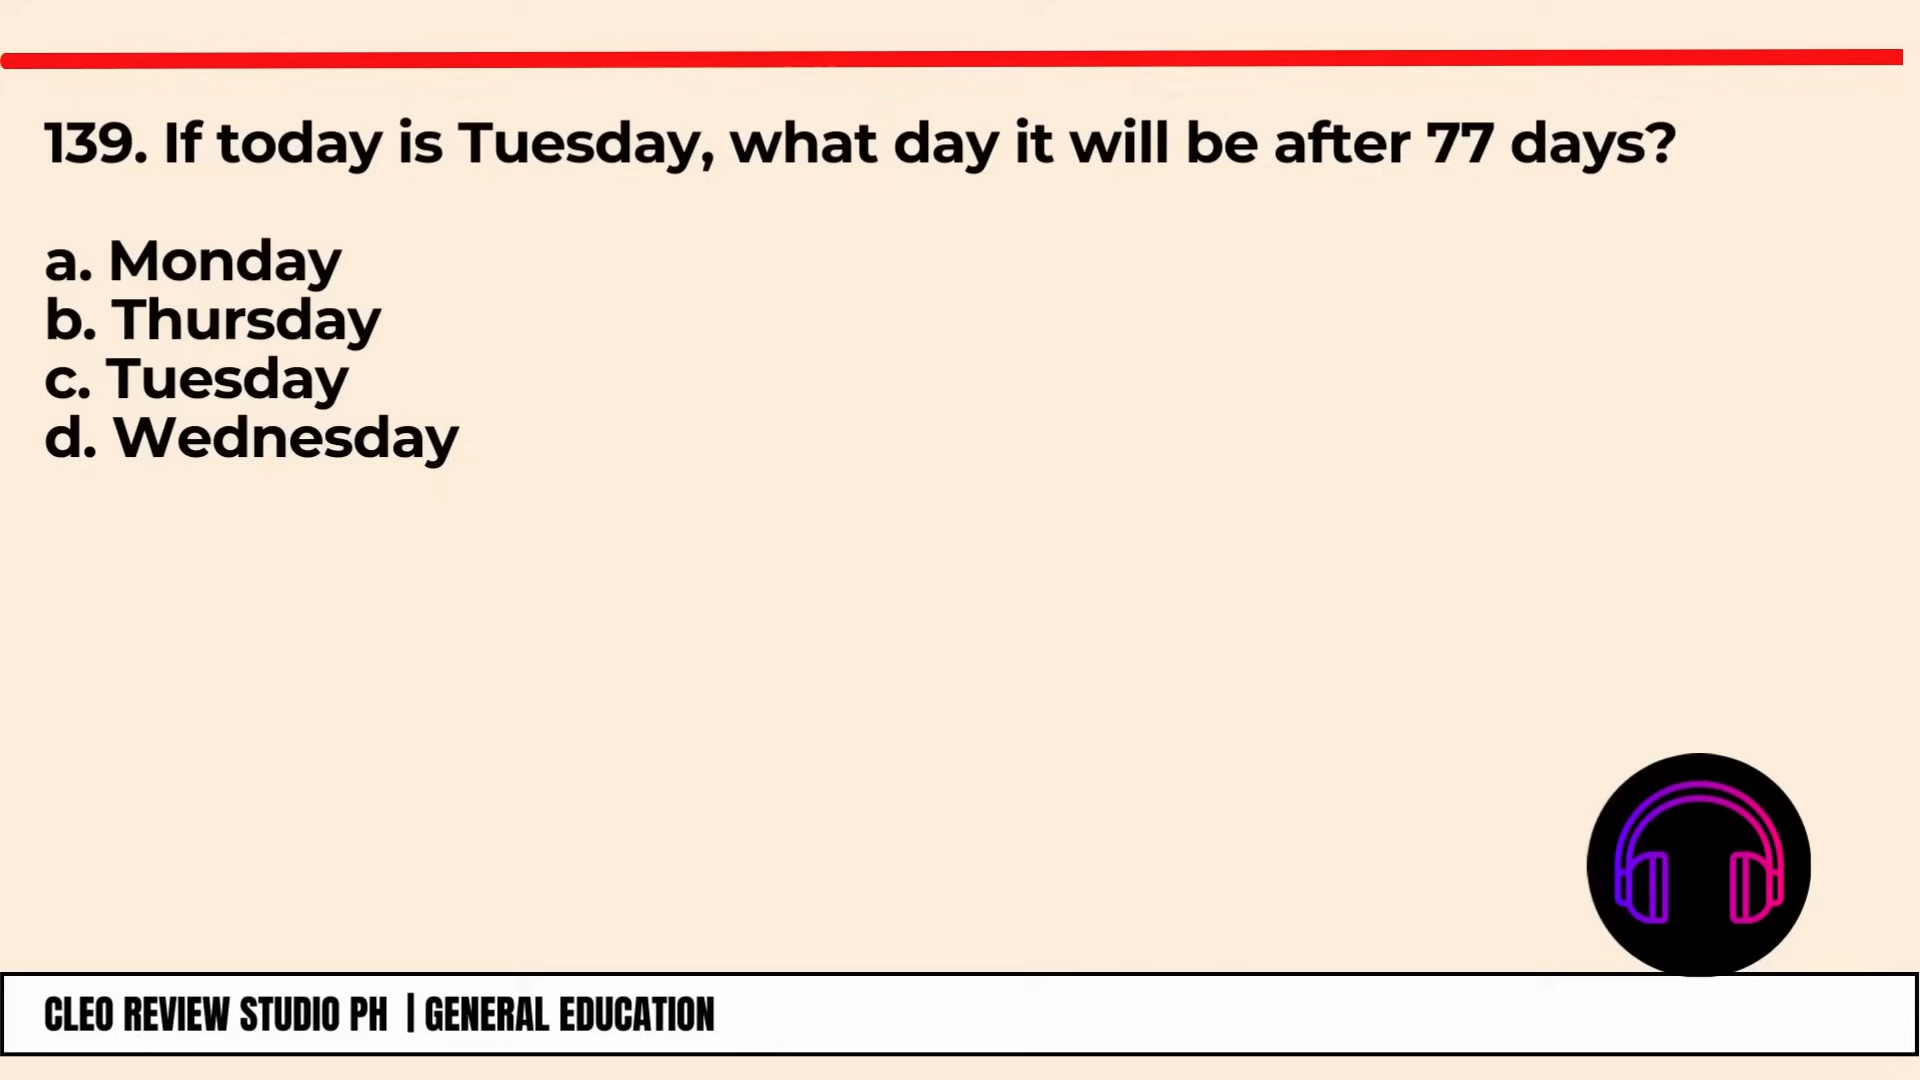 139. If today is Tuesday, what day it will be after 77 days?
a. Monday
b. Thursday
c. Tuesday
d. Wednesday
CLEO REVIEW STUDIO PH | GENERAL EDUCATION